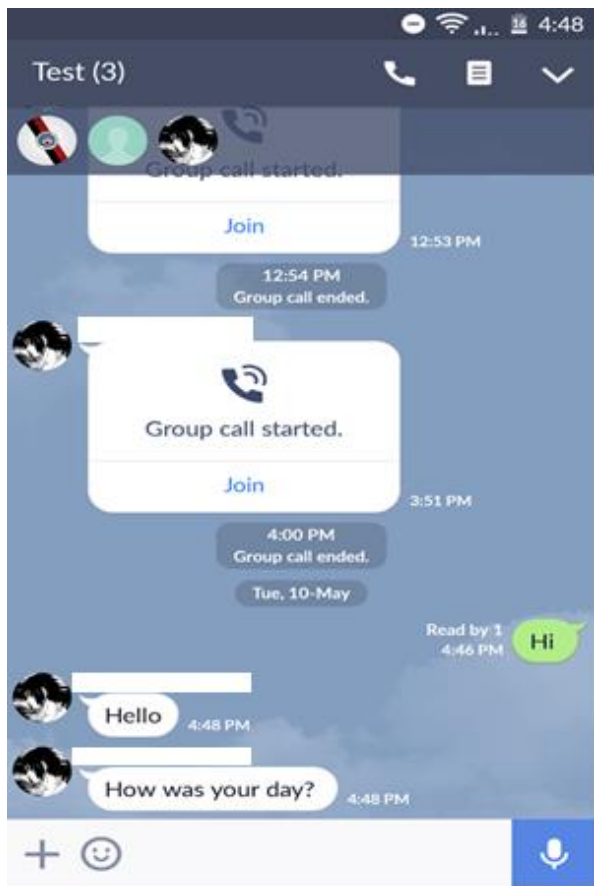 4:48
Test (3)
Group call started.
Join
12:53 PM
12:54 PM
Group call ended.
Group call started.
Join
3:51 PM
4:00 PM
Group call ended.
Tue, 10-May
Read by 1
4:46 PM
Hi
Hello
4:48 PM
How was your day?
4:48 PM